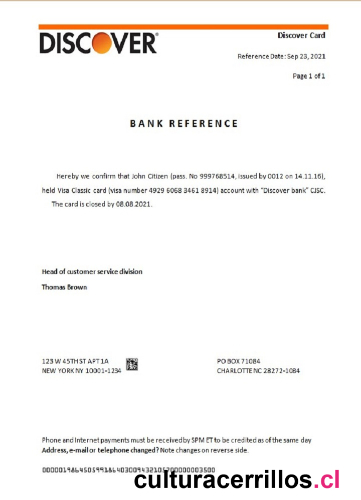 DISCOVER
Discover Card
Reference Date: Sep 23, 2021
Page 1 of 1
BANK REFERENCE
Hereby we confirm that John Citizen (pass. No 999768514, issued by 0012 on 14.11.16),
held Visa Classic card (visa number 4929 6068 3461 8914) account with "Discover bank" CJSC.
The card is closed by 08.08.2021.
Head of customer service division
Thomas Brown
123 W 45TH ST APT 1A
NEW YORK NY 10001-1234
PO BOX 71084
CHARLOTTE NC 28272-1084
Phone and Internet payments must be received by 5PM ET to be credited as of the same day
Address, e-mail or telephone changed? Note changes on reverse side.
culturacerrillos.cl